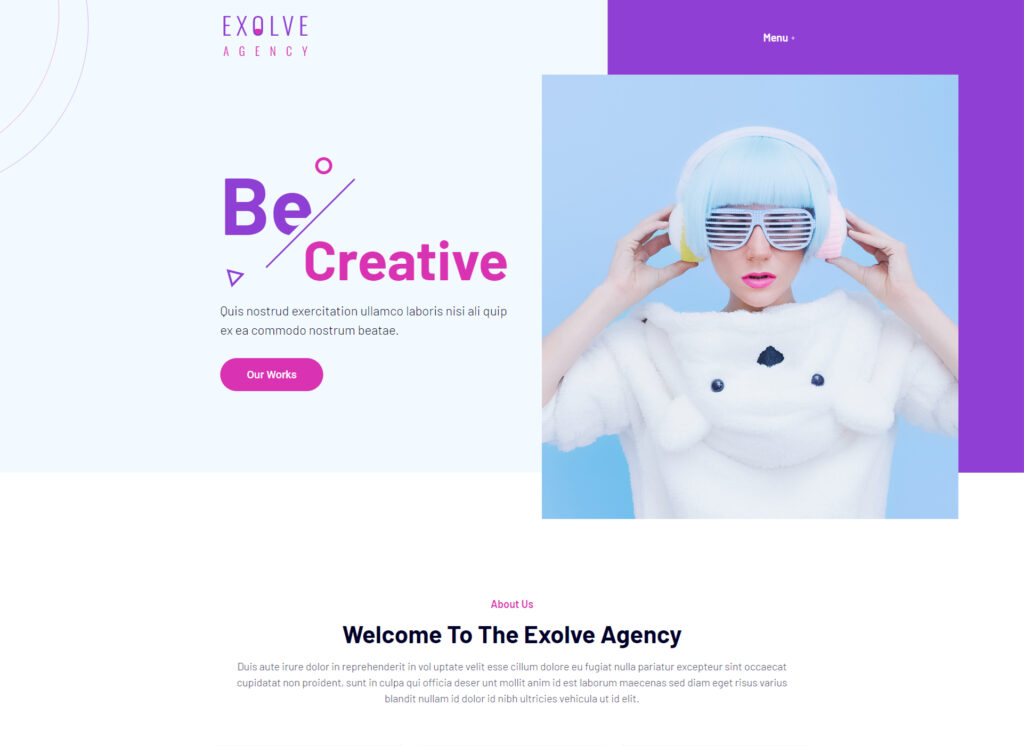 EXOLVE
AGENCY
Menu +
Be
Creative
Quis nostrud exercitation ullamco laboris nisi ali quip
ex ea commodo nostrum beatae.
Our Works
About Us
Welcome To The Exolve Agency
Duis aute irure dolor in reprehenderit in vol uptate velit esse cillum dolore eu fugiat nulla pariatur excepteur sint occaecat
cupidatat non proident, sunt in culpa qui officia deser unt mollit anim id est laborum maecenas sed diam eget risus varius
blandit nullam id dolor id nibh ultricies vehicula ut id elit.